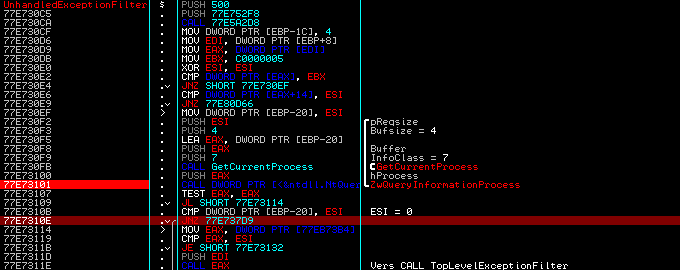 UnhandledExceptionFilter $ PUSH 500
77E730C5 . PUSH 77E752F8
77E730CA . CALL 77E5A2D8
77E730CF . MOV DWORD PTR [EBP-1C], 4
77E730D6 . MOV EDI, DWORD PTR [EBP+8]
77E730D9 . MOV EAX, DWORD PTR [EDI]
77E730DB . MOV EBX, C0000005
77E730E0 . XOR ESI, ESI
77E730E2 . CMP DWORD PTR [EAX], EBX
77E730E4 . JNZ SHORT 77E730EF
77E730E6 . CMP DWORD PTR [EAX+14], ESI
77E730E9 . JNZ 77E80D66
77E730EF > MOV DWORD PTR [EBP-20], ESI
77E730F2 . PUSH ESI pReqsize
77E730F3 . PUSH 4 Bufsize = 4
77E730F5 . LEA EAX, DWORD PTR [EBP-20]
77E730F8 . PUSH EAX Buffer
77E730F9 . PUSH 7 InfoClass = 7
77E730FB . CALL GetCurrentProcess GetCurrentProcess
77E73100 . PUSH EAX hProcess
77E73101 . CALL DWORD PTR ZwQueryInformationProcess
77E73107 . TEST EAX, EAX
77E73109 . JL SHORT 77E73114
77E7310B . CMP DWORD PTR [EBP-20], ESI ESI = 0
77E7310E . JNZ 77E737D9
77E73114 > MOV EAX, DWORD PTR [77EB73B4]
77E73119 . CMP EAX, ESI
77E7311B . JE SHORT 77E73132
77E7311D . PUSH EDI
77E7311E . CALL EAX Vers CALL TopLevelExceptionFilter